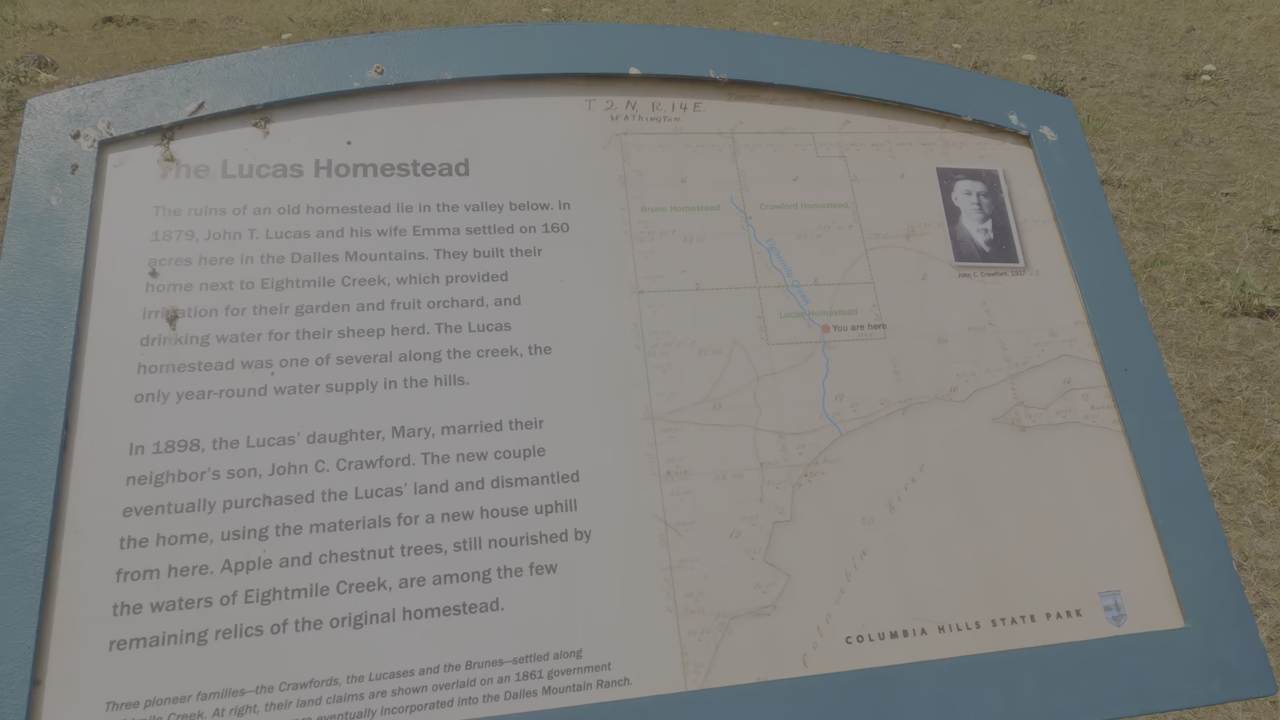 T 2 N, R. 14 E.
WASHINGTON.
The Lucas Homestead
The ruins of an old homestead lie in the valley below. In
1879, John T. Lucas and his wife Emma settled on 160
acres here in the Dalles Mountains. They built their
home next to Eightmile Creek, which provided
irrigation for their garden and fruit orchard, and
drinking water for their sheep herd. The Lucas
homestead was one of several along the creek, the
only year-round water supply in the hills.
In 1898, the Lucas' daughter, Mary, married their
neighbor's son, John C. Crawford. The new couple
eventually purchased the Lucas' land and dismantled
the home, using the materials for a new house uphill
from here. Apple and chestnut trees, still nourished by
the waters of Eightmile Creek, are among the few
remaining relics of the original homestead.
Three pioneer families—the Crawfords, the Lucases and the Brunes—settled along
Creek. At right, their land claims are shown overlaid on an 1861 government
eventually incorporated into the Dalles Mountain Ranch.
Brune Homestead
Crawford Homestead
Eightmile Creek
Lucas Homestead
You are here
John C. Crawford, 1917
COLUMBIA HILLS STATE PARK